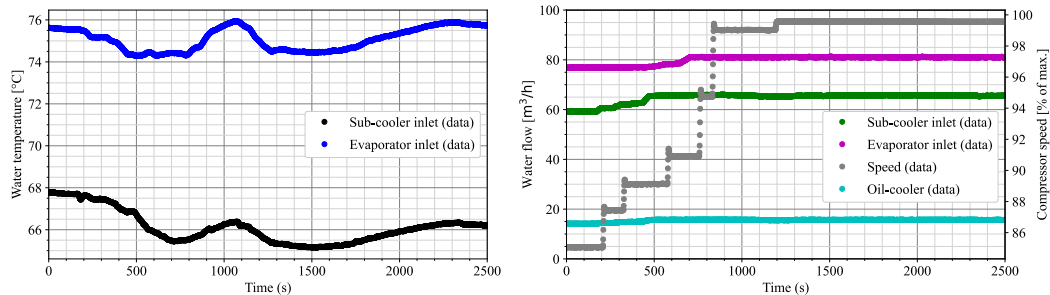 76
74
72
70
68
66
Water temperature [°C]
Sub-cooler inlet (data)
Evaporator inlet (data)
0
500
1000
1500
2000
2500
Time (s)
100
80
60
40
20
0
Water flow [m³/h]
Sub-cooler inlet (data)
Evaporator inlet (data)
Speed (data)
Oil-cooler (data)
100
98
96
94
92
90
88
86
Compressor speed [% of max.]
0
500
1000
1500
2000
2500
Time (s)